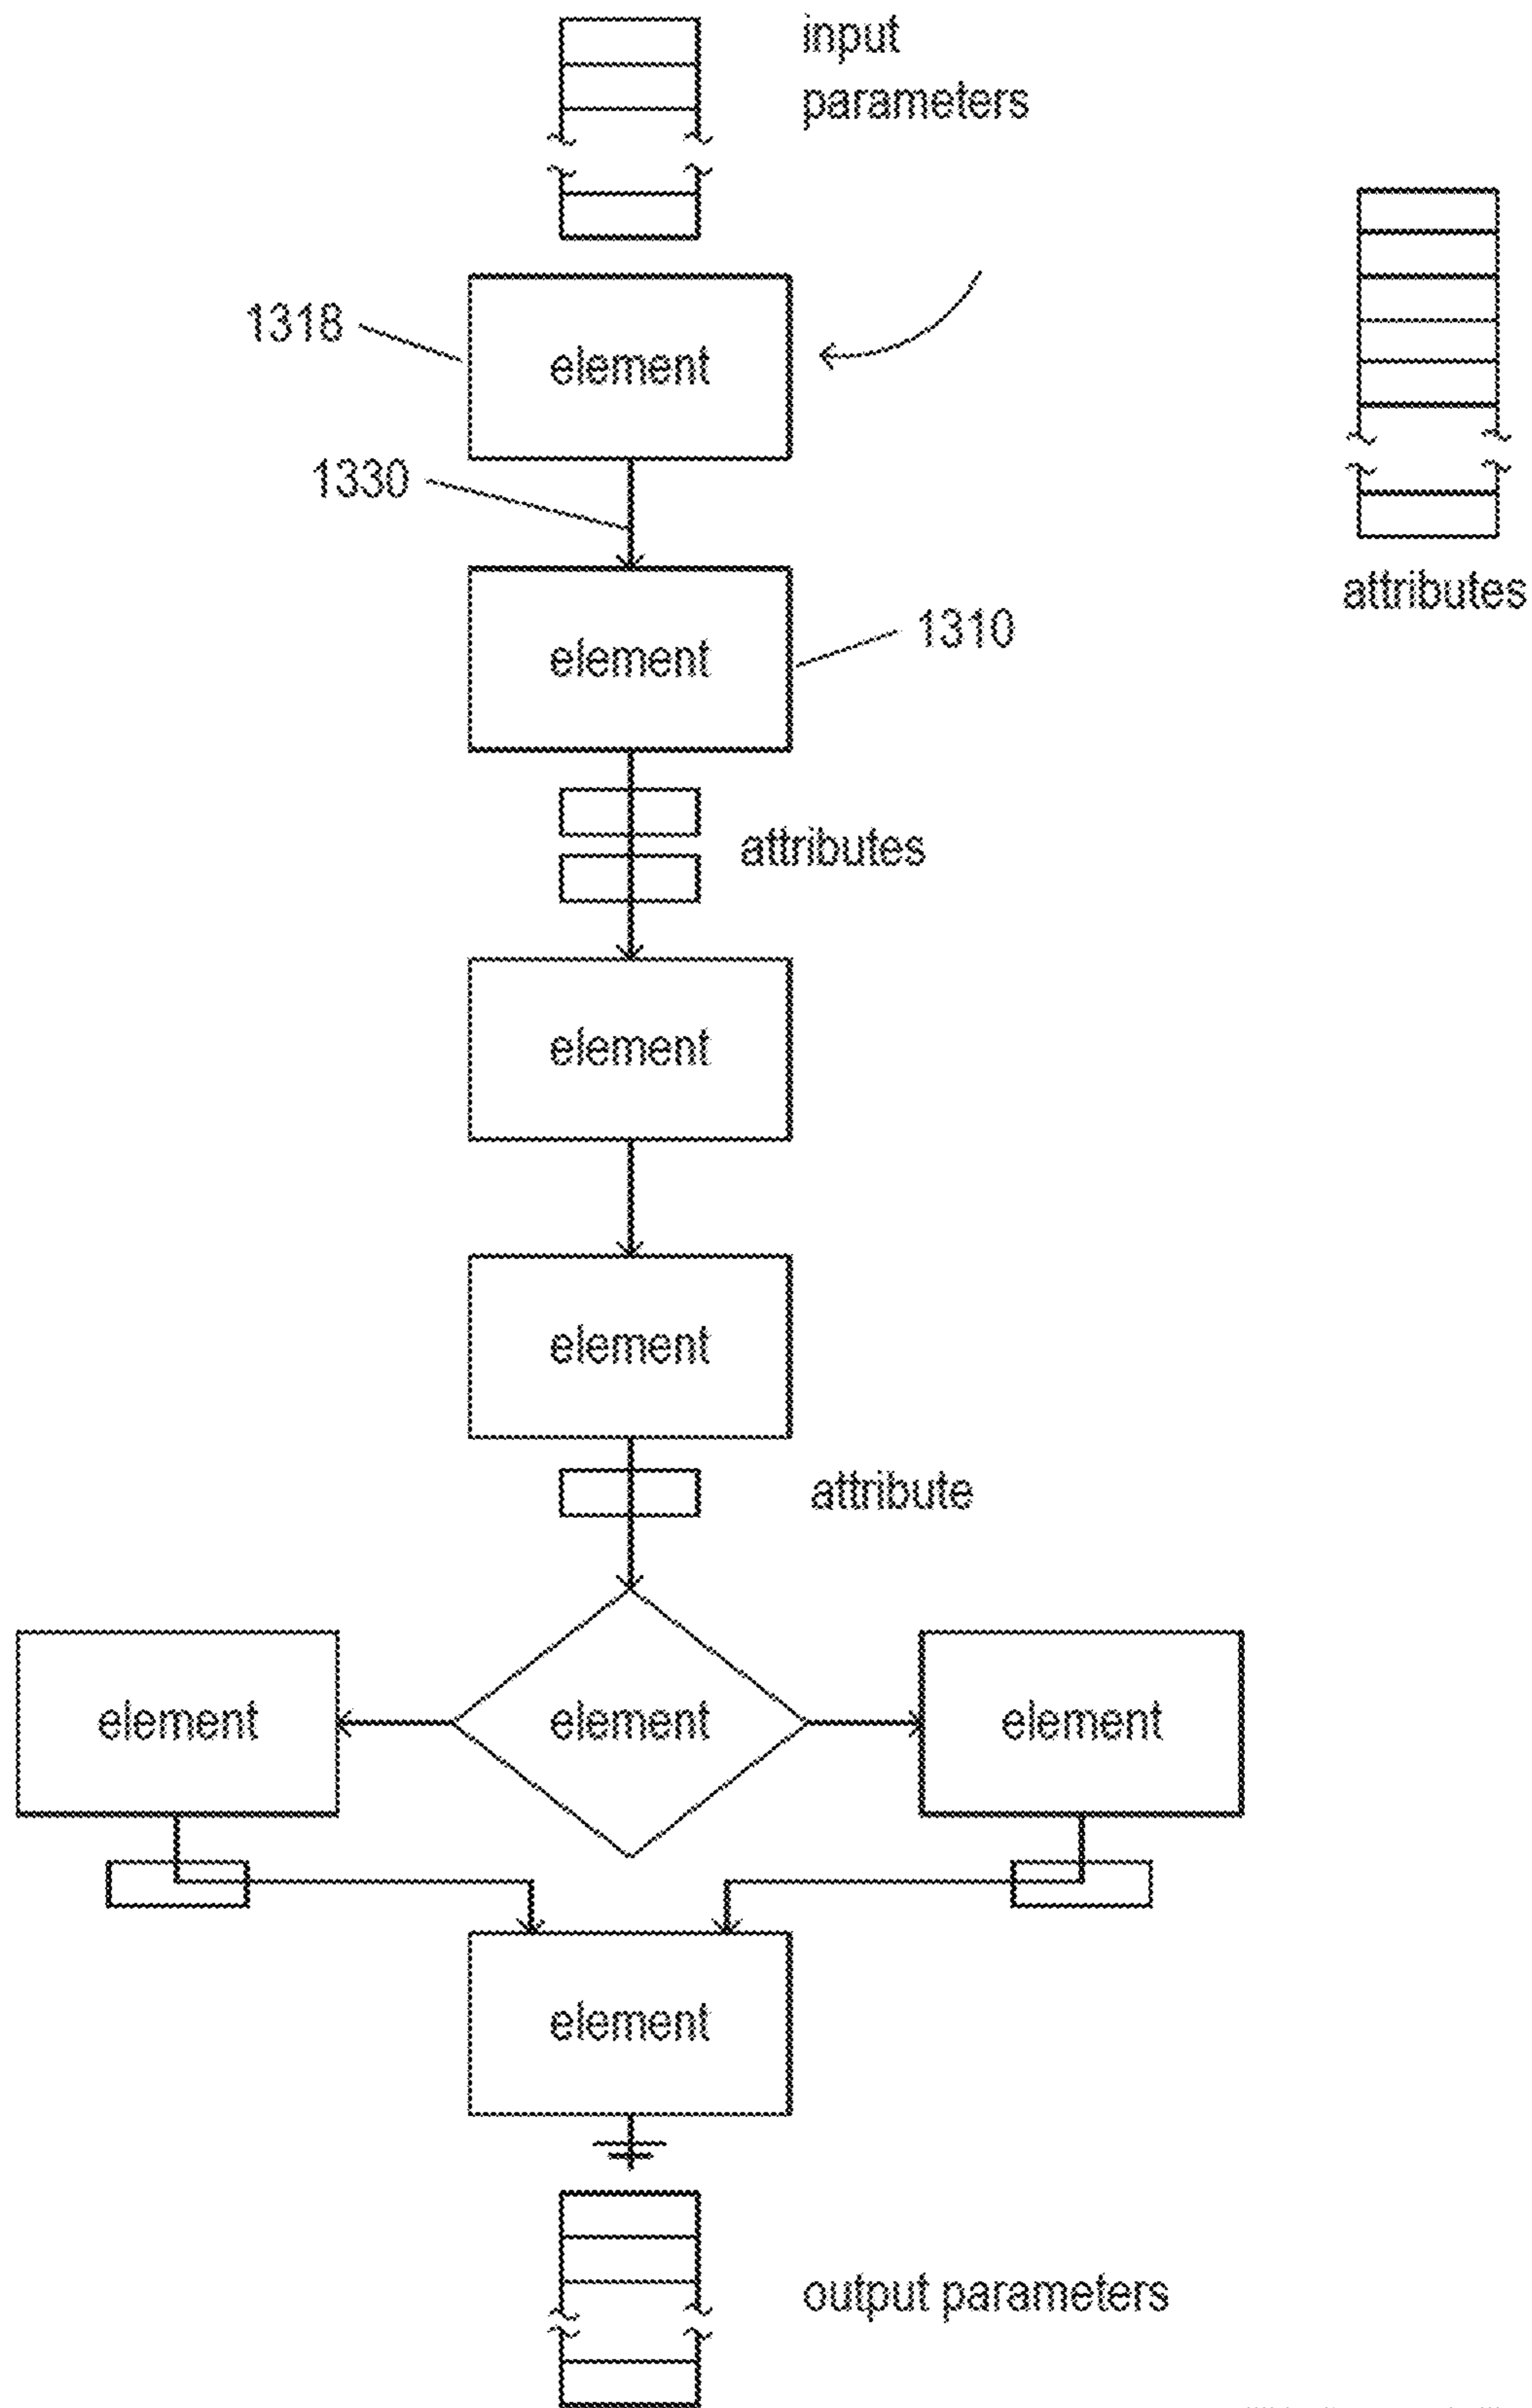 input
parameters
1318
element
1330
attributes
element
1310
attributes
element
element
attribute
element
element
element
element
output parameters